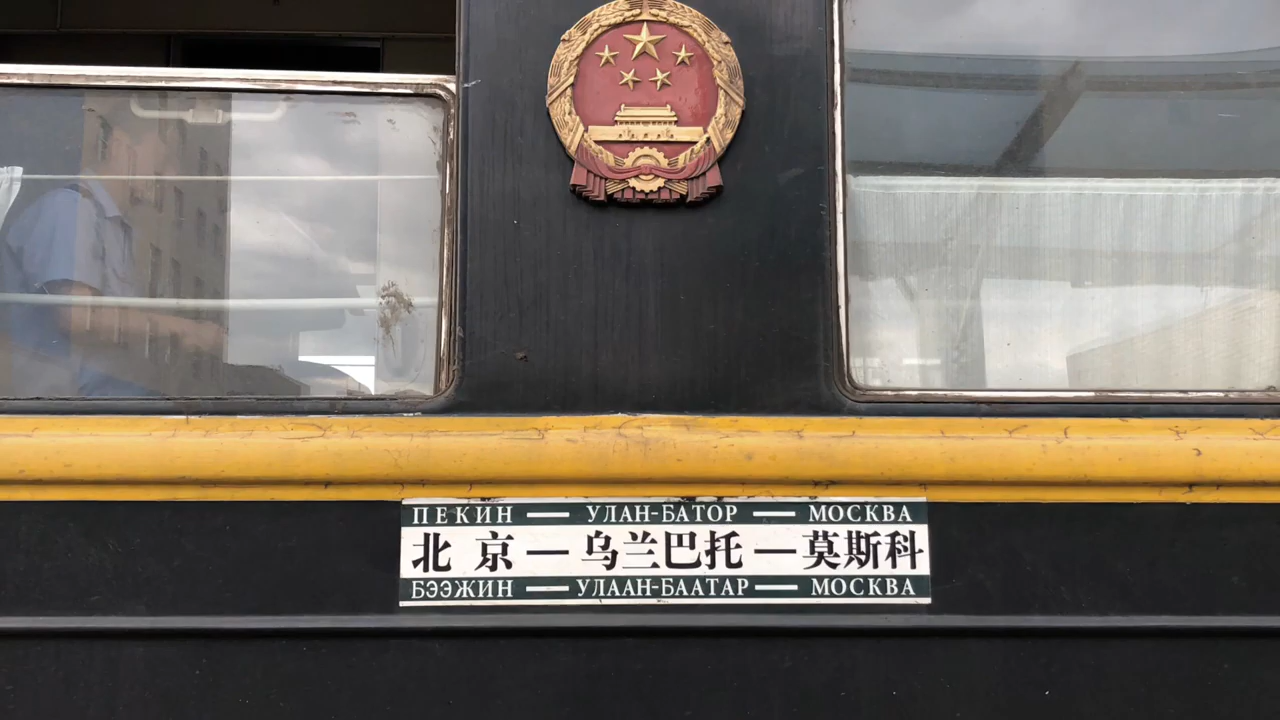 ПЕКИН — УЛАН-БАТОР — МОСКВА
北京 — 乌兰巴托 — 莫斯科
БЭЭЖИН — УЛААН-БААТАР — МОСКВА